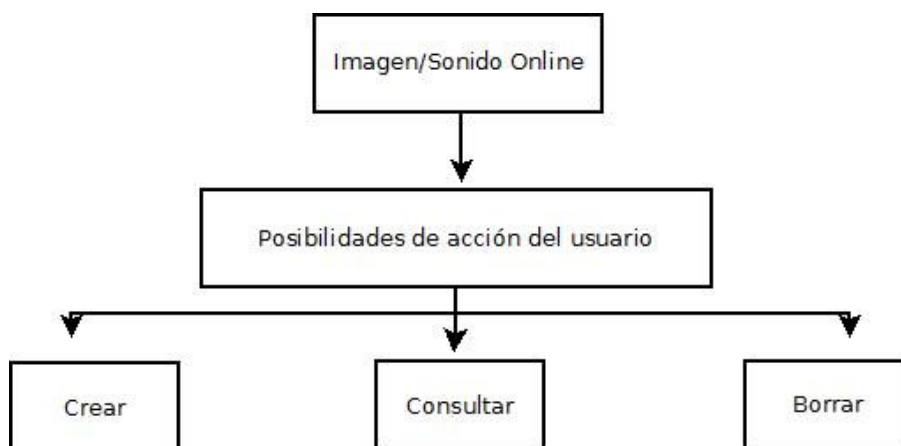 Imagen/Sonido Online
Posibilidades de acción del usuario
Crear
Consultar
Borrar